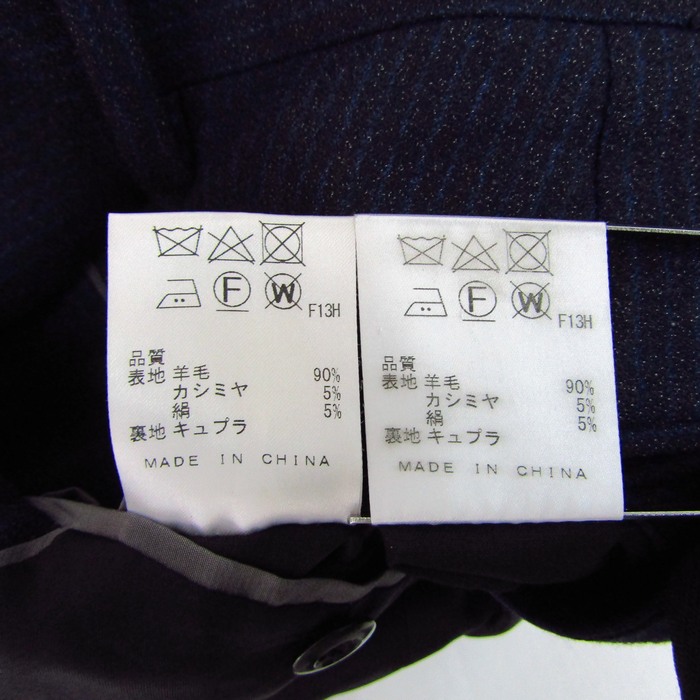 F
W
F13H
品質
表地 羊毛 90%
カシミヤ 5%
絹 5%
裏地 キュプラ
MADE IN CHINA
F
W
F13H
品質
表地 羊毛 90%
カシミヤ 5%
絹 5%
裏地 キュプラ
MADE IN CHINA